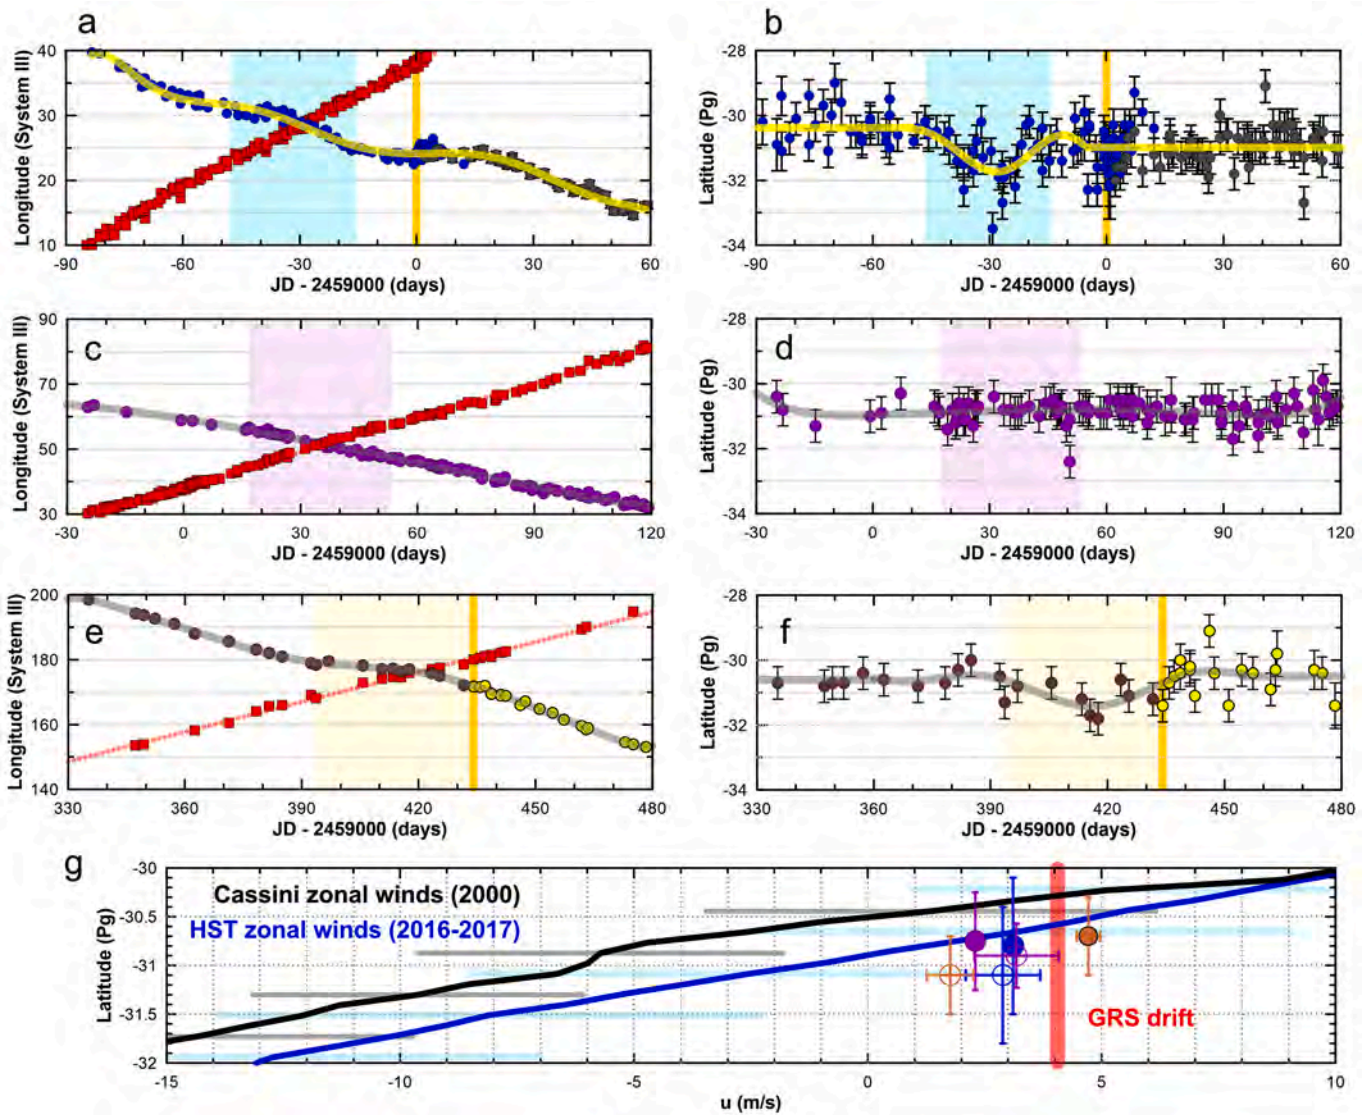 a
40
30
20
10
Longitude (System III)
-90 -60 -30 0 30 60
JD - 2459000 (days)
b
-28
-30
-32
-34
Latitude (Pg)
-90 -60 -30 0 30 60
JD - 2459000 (days)
c
90
70
50
30
Longitude (System III)
-30 0 30 60 90 120
JD - 2459000 (days)
d
-28
-30
-32
-34
Latitude (Pg)
-30 0 30 60 90 120
JD - 2459000 (days)
e
200
180
160
140
Longitude (System III)
330 360 390 420 450 480
JD - 2459000 (days)
f
-28
-30
-32
-34
Latitude (Pg)
330 360 390 420 450 480
JD - 2459000 (days)
g
-30
-30.5
-31
-31.5
-32
Latitude (Pg)
Cassini zonal winds (2000)
HST zonal winds (2016-2017)
GRS drift
-15 -10 -5 0 5 10
u (m/s)